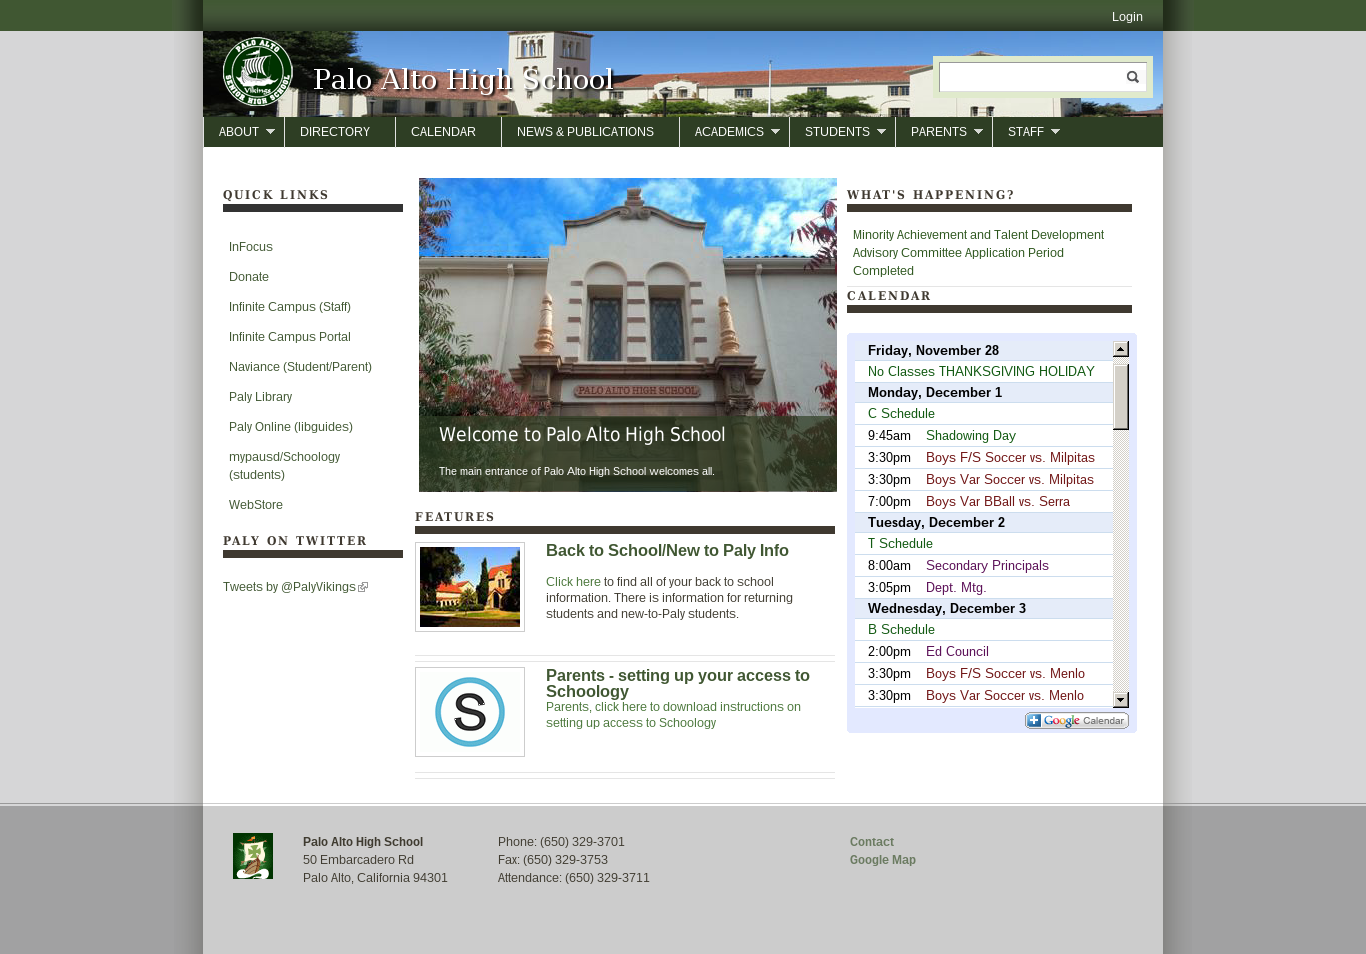 Login
PALO ALTO
Vikings
SENIOR HIGH SCHOOL
Palo Alto High School
ABOUT
DIRECTORY
CALENDAR
NEWS & PUBLICATIONS
ACADEMICS
STUDENTS
PARENTS
STAFF
QUICK LINKS
InFocus
Donate
Infinite Campus (Staff)
Infinite Campus Portal
Naviance (Student/Parent)
Paly Library
Paly Online (libguides)
mypausd/Schoology
(students)
WebStore
PALY ON TWITTER
Tweets by @PalyVikings
PALO ALTO HIGH SCHOOL
Welcome to Palo Alto High School
The main entrance of Palo Alto High School welcomes all.
FEATURES
Back to School/New to Paly Info
Click here to find all of your back to school
information. There is information for returning
students and new-to-Paly students.
S
Parents - setting up your access to
Schoology
Parents, click here to download instructions on
setting up access to Schoology
WHAT'S HAPPENING?
Minority Achievement and Talent Development
Advisory Committee Application Period
Completed
CALENDAR
Friday, November 28
No Classes THANKSGIVING HOLIDAY
Monday, December 1
C Schedule
9:45am Shadowing Day
3:30pm Boys F/S Soccer vs. Milpitas
3:30pm Boys Var Soccer vs. Milpitas
7:00pm Boys Var BBall vs. Serra
Tuesday, December 2
T Schedule
8:00am Secondary Principals
3:05pm Dept. Mtg.
Wednesday, December 3
B Schedule
2:00pm Ed Council
3:30pm Boys F/S Soccer vs. Menlo
3:30pm Boys Var Soccer vs. Menlo
Google Calendar
Palo Alto High School
50 Embarcadero Rd
Palo Alto, California 94301
Phone: (650) 329-3701
Fax: (650) 329-3753
Attendance: (650) 329-3711
Contact
Google Map